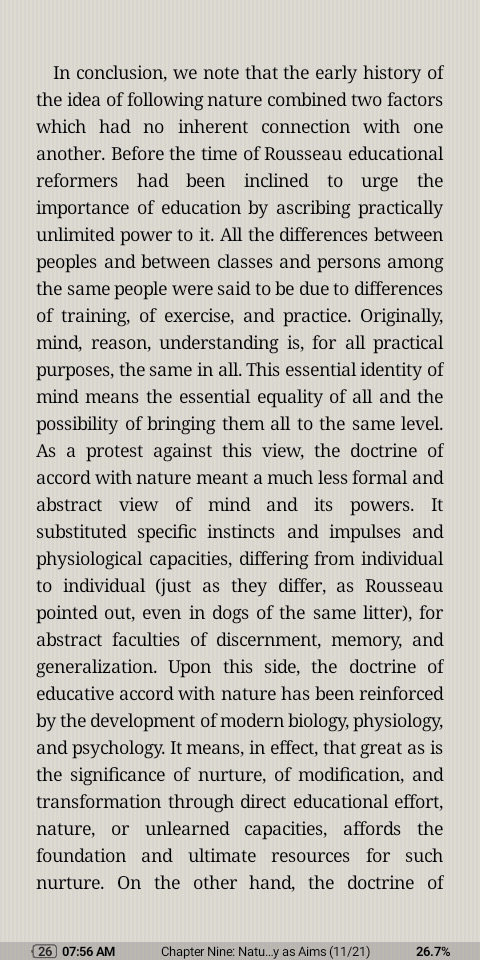 In conclusion, we note that the early history of
the idea of following nature combined two factors
which had no inherent connection with one
another. Before the time of Rousseau educational
reformers had been inclined to urge the
importance of education by ascribing practically
unlimited power to it. All the differences between
peoples and between classes and persons among
the same people were said to be due to differences
of training, of exercise, and practice. Originally,
mind, reason, understanding is, for all practical
purposes, the same in all. This essential identity of
mind means the essential equality of all and the
possibility of bringing them all to the same level.
As a protest against this view, the doctrine of
accord with nature meant a much less formal and
abstract view of mind and its powers. It
substituted specific instincts and impulses and
physiological capacities, differing from individual
to individual (just as they differ, as Rousseau
pointed out, even in dogs of the same litter), for
abstract faculties of discernment, memory, and
generalization. Upon this side, the doctrine of
educative accord with nature has been reinforced
by the development of modern biology, physiology,
and psychology. It means, in effect, that great as is
the significance of nurture, of modification, and
transformation through direct educational effort,
nature, or unlearned capacities, affords the
foundation and ultimate resources for such
nurture. On the other hand, the doctrine of
26 07:56 AM Chapter Nine: Natu...y as Aims (11/21) 26.7%